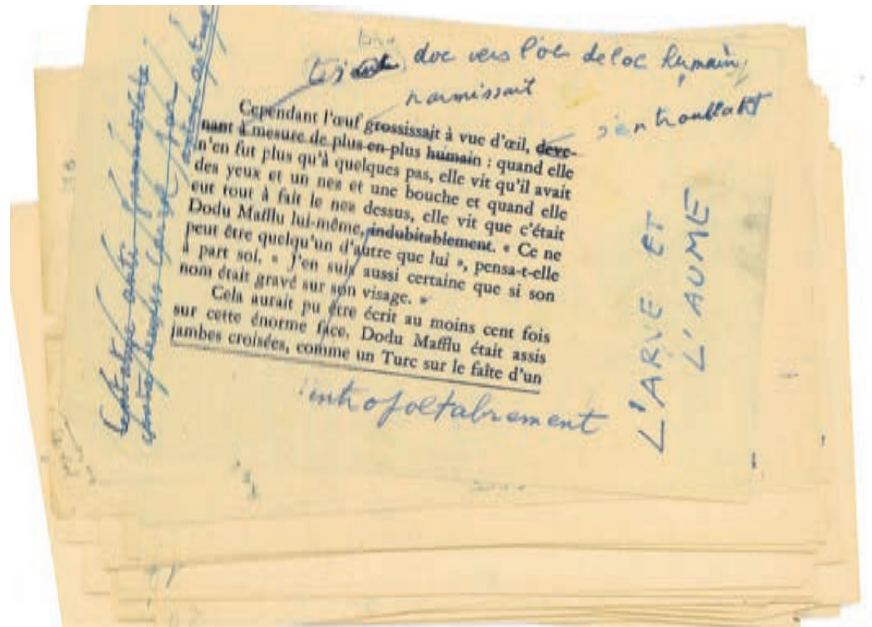 doc vers l'oc de loc humain,
narmissait
s'entroublait
Cependant l'œuf grossissait à vue d'œil, deve-
nant à mesure de plus en plus humain : quand elle
n'en fut plus qu'à quelques pas, elle vit qu'il avait
des yeux et un nez et une bouche et quand elle
eut tout à fait le nez dessus, elle vit que c'était
Dodu Mafflu lui-même, indubitablement. « Ce ne
peut être quelqu'un d'autre que lui », pensa-t-elle
à part soi. « J'en suis aussi certaine que si son
nom était gravé sur son visage. »
Cela aurait pu être écrit au moins cent fois
sur cette énorme face. Dodu Mafflu était assis
jambes croisées, comme un Turc sur le faîte d'un
L'ARVE ET
L'AUME